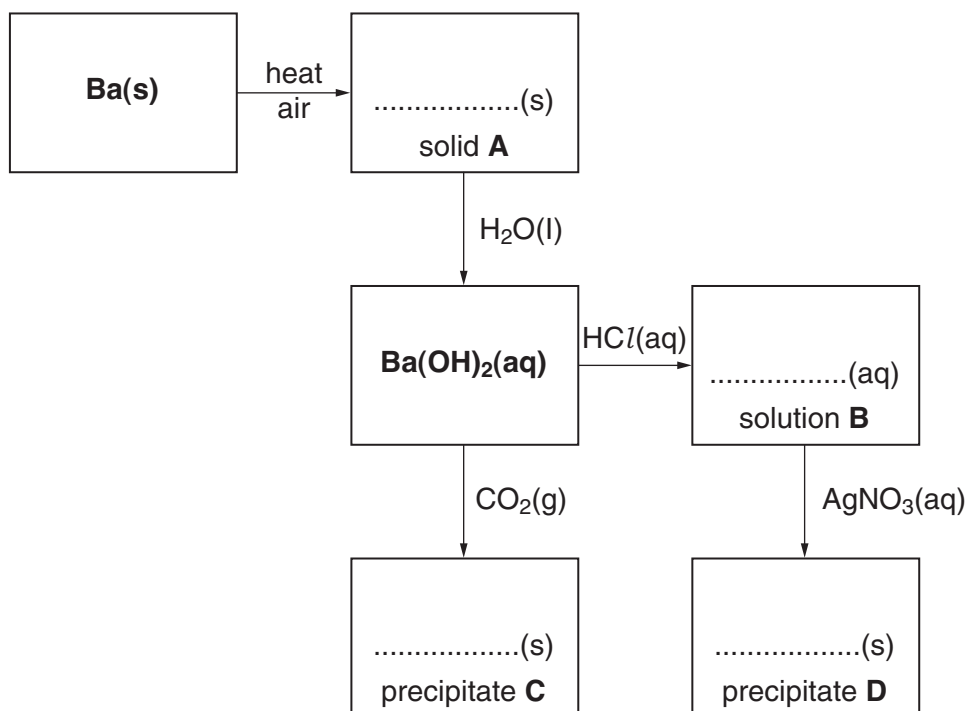 Ba(s)
heat
air
...................(s)
solid A
H₂O(l)
Ba(OH)₂(aq)
HCl(aq)
..................(aq)
solution B
CO₂(g)
AgNO₃(aq)
...................(s)
precipitate C
...................(s)
precipitate D